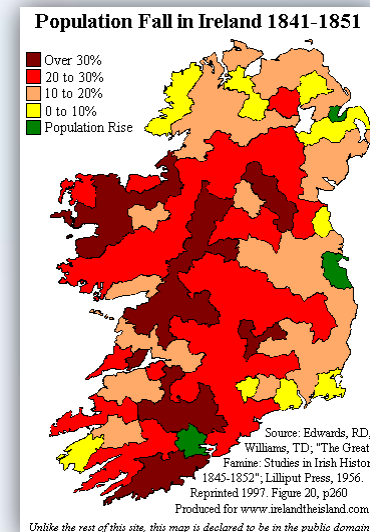 Population Fall in Ireland 1841-1851
Over 30%
20 to 30%
10 to 20%
0 to 10%
Population Rise
Source: Edwards, RD,
Williams, TD; "The Great
Famine: Studies in Irish Histor
1845-1852"; Lilliput Press, 1956.
Reprinted 1997. Figure 20, p260
Produced for www.irelandtheisland.com
Unlike the rest of this site, this map is declared to be in the public domain